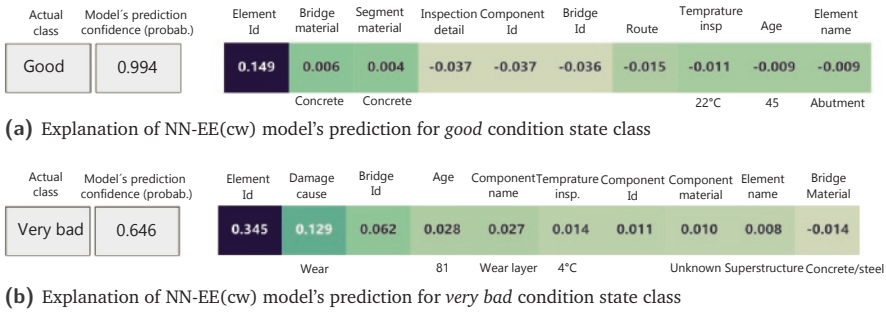 Actual class Model´s prediction confidence (probab.) Element Id Bridge material Segment material Inspection detail Component Id Bridge Id Route Temprature insp Age Element name
Good 0.994 0.149 0.006 0.004 -0.037 -0.037 -0.036 -0.015 -0.011 -0.009 -0.009
Concrete Concrete 22°C 45 Abutment
(a) Explanation of NN-EE(cw) model's prediction for good condition state class
Actual class Model´s prediction confidence (probab.) Element Id Damage cause Bridge Id Age Component name Temprature insp. Component Id Component material Element name Bridge Material
Very bad 0.646 0.345 0.129 0.062 0.028 0.027 0.014 0.011 0.010 0.008 -0.014
Wear 81 Wear layer 4°C Unknown Superstructure Concrete/steel
(b) Explanation of NN-EE(cw) model's prediction for very bad condition state class